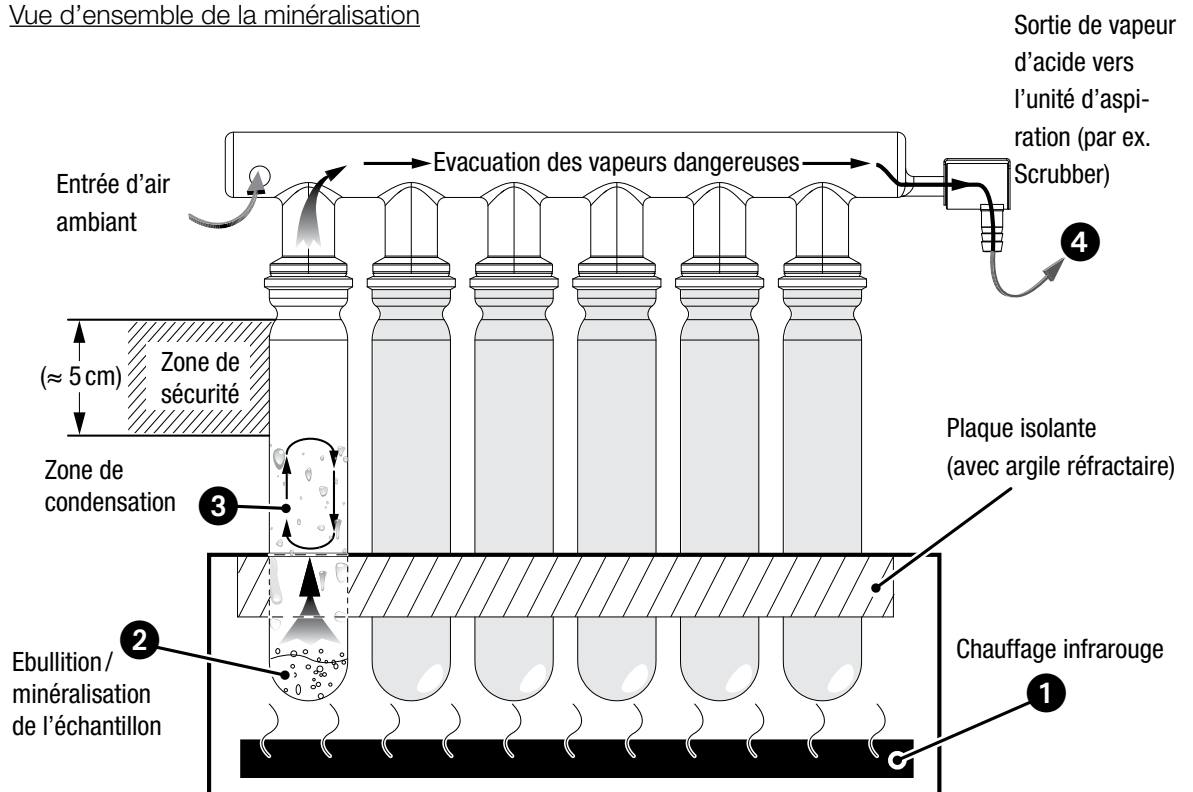 Vue d’ensemble de la minéralisation
Sortie de vapeur
d’acide vers
l’unité d’aspi-
ration (par ex.
Scrubber)
Entrée d’air
ambiant
Evacuation des vapeurs dangereuses
4
(≈ 5 cm)
Zone de
sécurité
Zone de
condensation
3
Plaque isolante
(avec argile réfractaire)
2
Ebullition/
minéralisation
de l’échantillon
Chauffage infrarouge
1